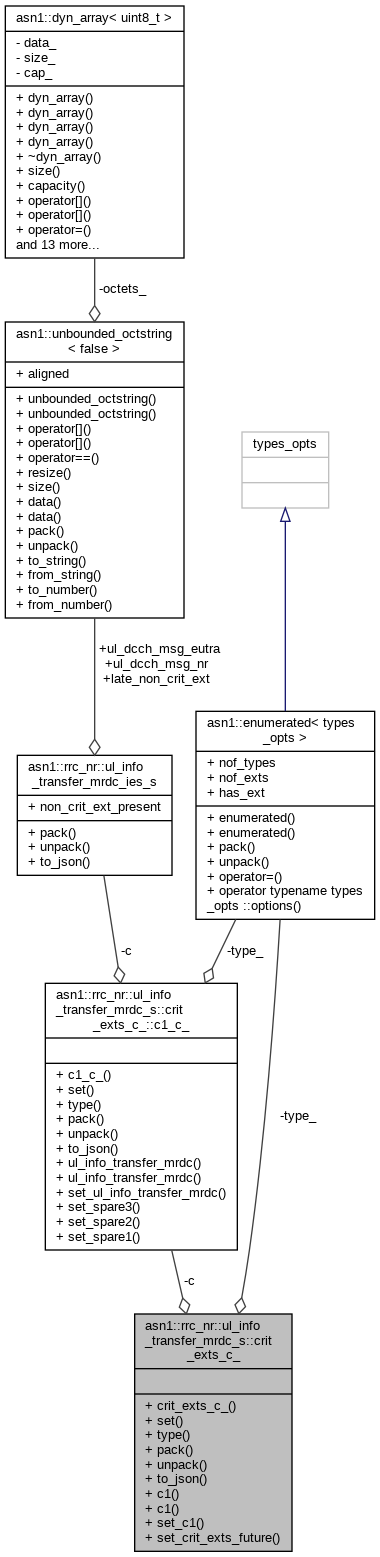 asn1::dyn_array< uint8_t >
- data_
- size_
- cap_
+ dyn_array()
+ dyn_array()
+ dyn_array()
+ dyn_array()
+ ~dyn_array()
+ size()
+ capacity()
+ operator[]()
+ operator[]()
+ operator=()
and 13 more...
-octets_
asn1::unbounded_octstring
< false >
+ aligned
+ unbounded_octstring()
+ unbounded_octstring()
+ operator[]()
+ operator[]()
+ operator==()
+ resize()
+ size()
+ data()
+ data()
+ pack()
+ unpack()
+ to_string()
+ from_string()
+ to_number()
+ from_number()
types_opts
+ul_dcch_msg_eutra
+ul_dcch_msg_nr
+late_non_crit_ext
asn1::rrc_nr::ul_info
_transfer_mrdc_ies_s
+ non_crit_ext_present
+ pack()
+ unpack()
+ to_json()
asn1::enumerated< types
_opts >
+ nof_types
+ nof_exts
+ has_ext
+ enumerated()
+ enumerated()
+ pack()
+ unpack()
+ operator=()
+ operator typename types
_opts ::options()
-c
-type_
asn1::rrc_nr::ul_info
_transfer_mrdc_s::crit
_exts_c_::c1_c_
+ c1_c_()
+ set()
+ type()
+ pack()
+ unpack()
+ to_json()
+ ul_info_transfer_mrdc()
+ ul_info_transfer_mrdc()
+ set_ul_info_transfer_mrdc()
+ set_spare3()
+ set_spare2()
+ set_spare1()
-type_
-c
asn1::rrc_nr::ul_info
_transfer_mrdc_s::crit
_exts_c_
+ crit_exts_c_()
+ set()
+ type()
+ pack()
+ unpack()
+ to_json()
+ c1()
+ c1()
+ set_c1()
+ set_crit_exts_future()